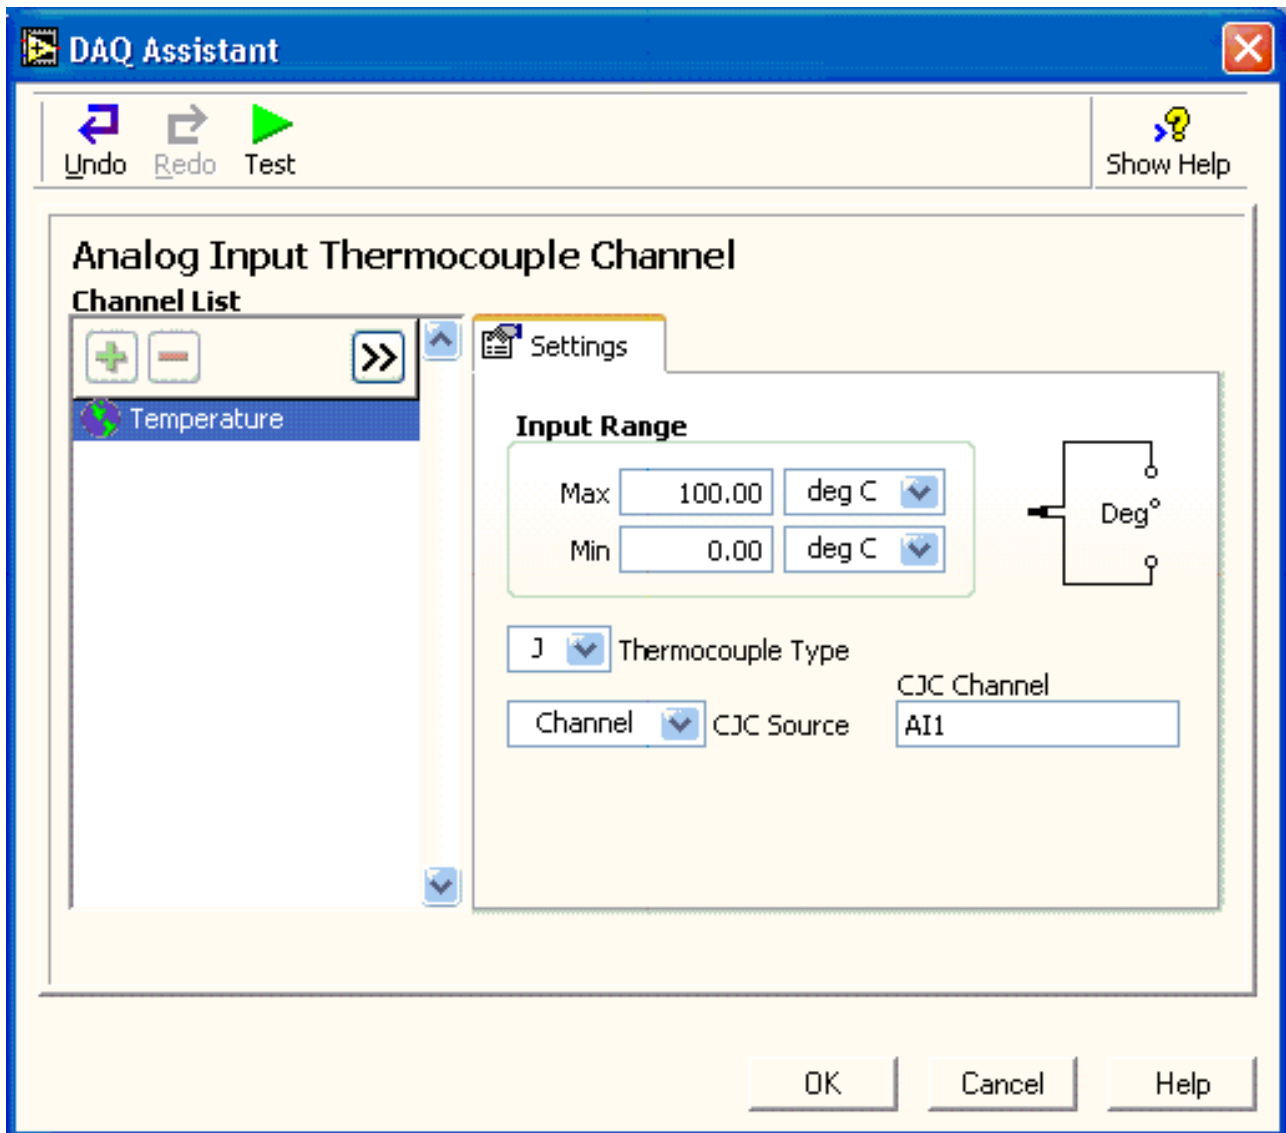 DAQ Assistant
Undo Redo Test Show Help
Analog Input Thermocouple Channel
Channel List
Settings
Temperature
Input Range
Max 100.00 deg C
Min 0.00 deg C
Deg°
J Thermocouple Type
CJC Channel
Channel CJC Source AI1
OK Cancel Help